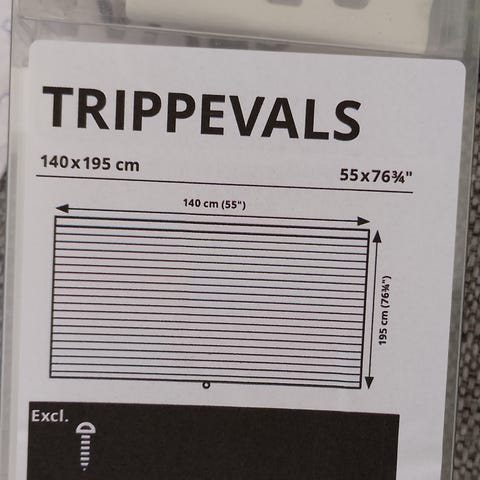 TRIPPEVALS
140x195 cm 55x76¾"
140 cm (55")
195 cm (76¾")
Excl.